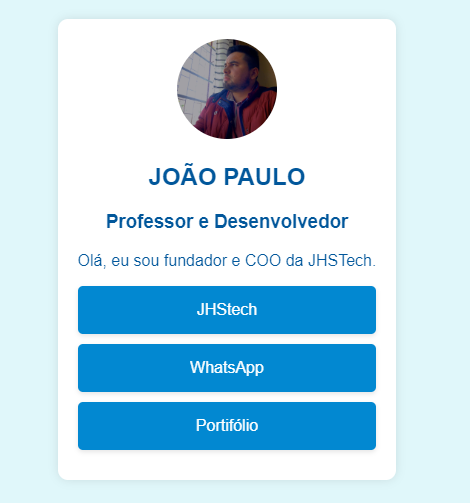 JOÃO PAULO
Professor e Desenvolvedor
Olá, eu sou fundador e COO da JHSTech.
JHStech
WhatsApp
Portifólio